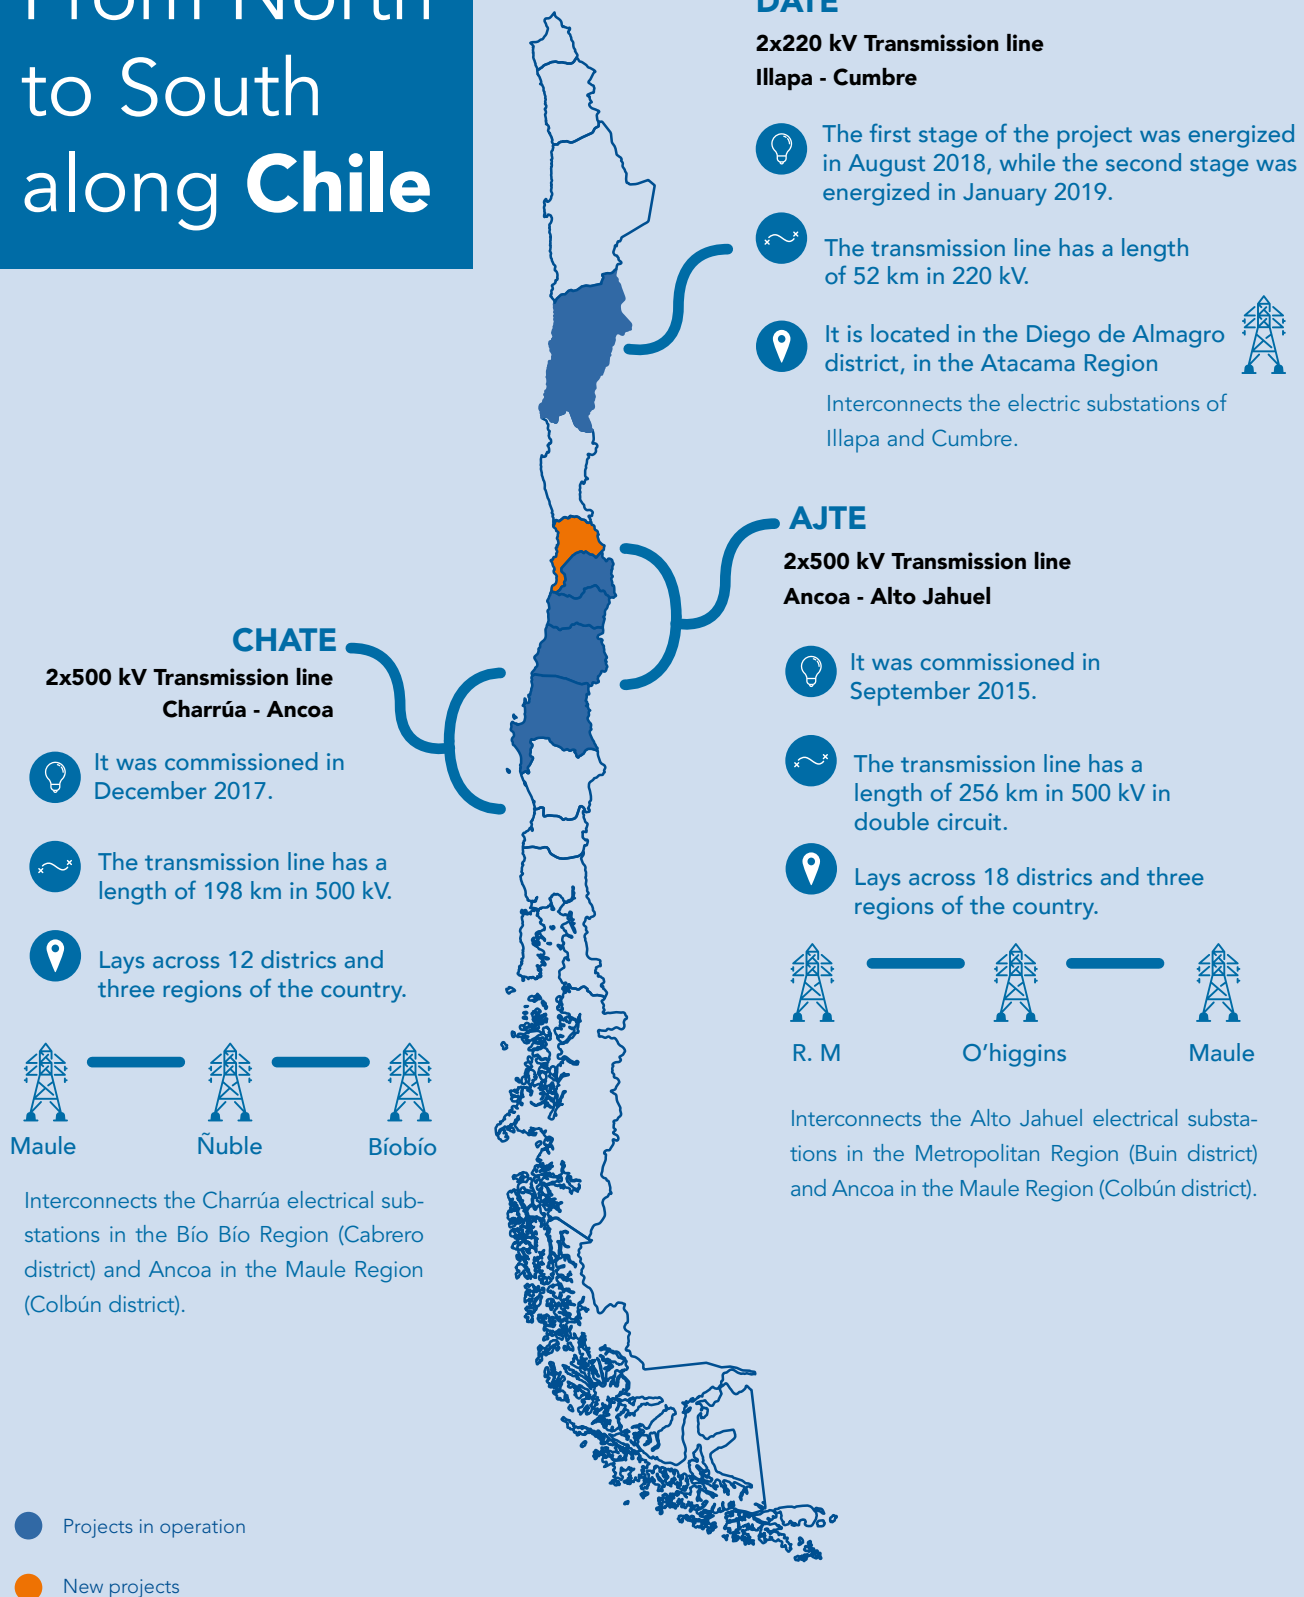 From North
to South
along Chile
DATE
2x220 kV Transmission line
Illapa - Cumbre
The first stage of the project was energized
in August 2018, while the second stage was
energized in January 2019.
The transmission line has a length
of 52 km in 220 kV.
It is located in the Diego de Almagro
district, in the Atacama Region
Interconnects the electric substations of
Illapa and Cumbre.
AJTE
2x500 kV Transmission line
Ancoa - Alto Jahuel
It was commissioned in
September 2015.
The transmission line has a
length of 256 km in 500 kV in
double circuit.
Lays across 18 districs and three
regions of the country.
R. M
O'higgins
Maule
Interconnects the Alto Jahuel electrical substa-
tions in the Metropolitan Region (Buin district)
and Ancoa in the Maule Region (Colbún district).
CHATE
2x500 kV Transmission line
Charrúa - Ancoa
It was commissioned in
December 2017.
The transmission line has a
length of 198 km in 500 kV.
Lays across 12 districs and
three regions of the country.
Maule
Ñuble
Bíobío
Interconnects the Charrúa electrical sub-
stations in the Bío Bío Region (Cabrero
district) and Ancoa in the Maule Region
(Colbún district).
Projects in operation
New projects